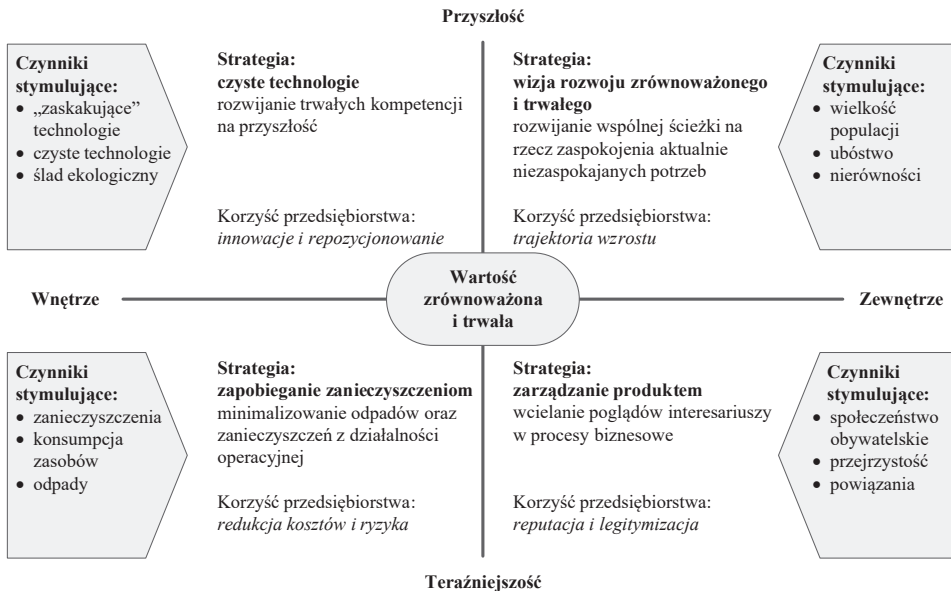 Przyszłość
Czynniki
stymulujące:
• „zaskakujące”
technologie
• czyste technologie
• ślad ekologiczny
Strategia:
czyste technologie
rozwijanie trwałych kompetencji
na przyszłość
Korzyść przedsiębiorstwa:
innowacje i repozycjonowanie
Strategia:
wizja rozwoju zrównoważonego
i trwałego
rozwijanie wspólnej ścieżki na
rzecz zaspokojenia aktualnie
niezaspokajanych potrzeb
Korzyść przedsiębiorstwa:
trajektoria wzrostu
Czynniki
stymulujące:
• wielkość
populacji
• ubóstwo
• nierówności
Wnętrze
Wartość
zrównoważona
i trwała
Zewnętrze
Czynniki
stymulujące:
• zanieczyszczenia
• konsumpcja
zasobów
• odpady
Strategia:
zapobieganie zanieczyszczeniom
minimalizowanie odpadów oraz
zanieczyszczeń z działalności
operacyjnej
Korzyść przedsiębiorstwa:
redukcja kosztów i ryzyka
Strategia:
zarządzanie produktem
wcielanie poglądów interesariuszy
w procesy biznesowe
Korzyść przedsiębiorstwa:
reputacja i legitymizacja
Czynniki
stymulujące:
• społeczeństwo
obywatelskie
• przejrzystość
• powiązania
Teraźniejszość